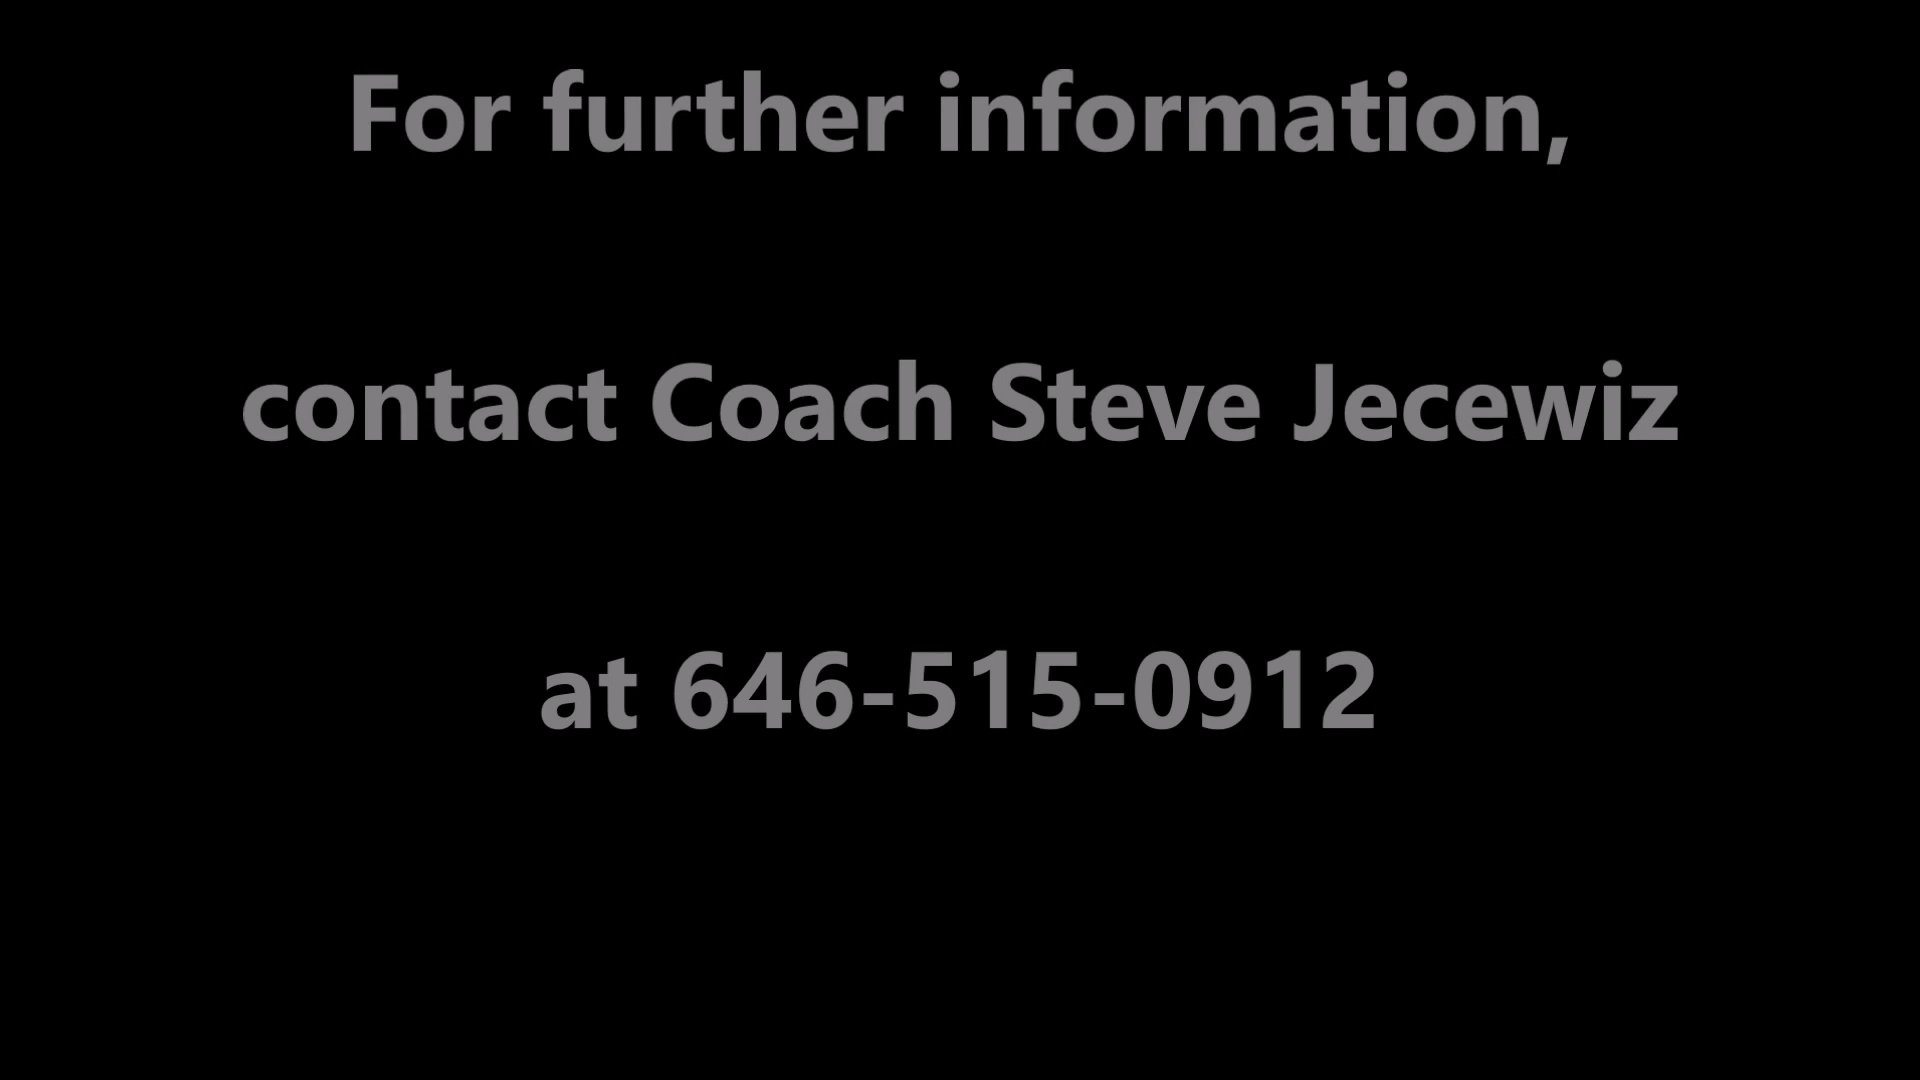 For further information,
contact Coach Steve Jecewiz
at 646-515-0912